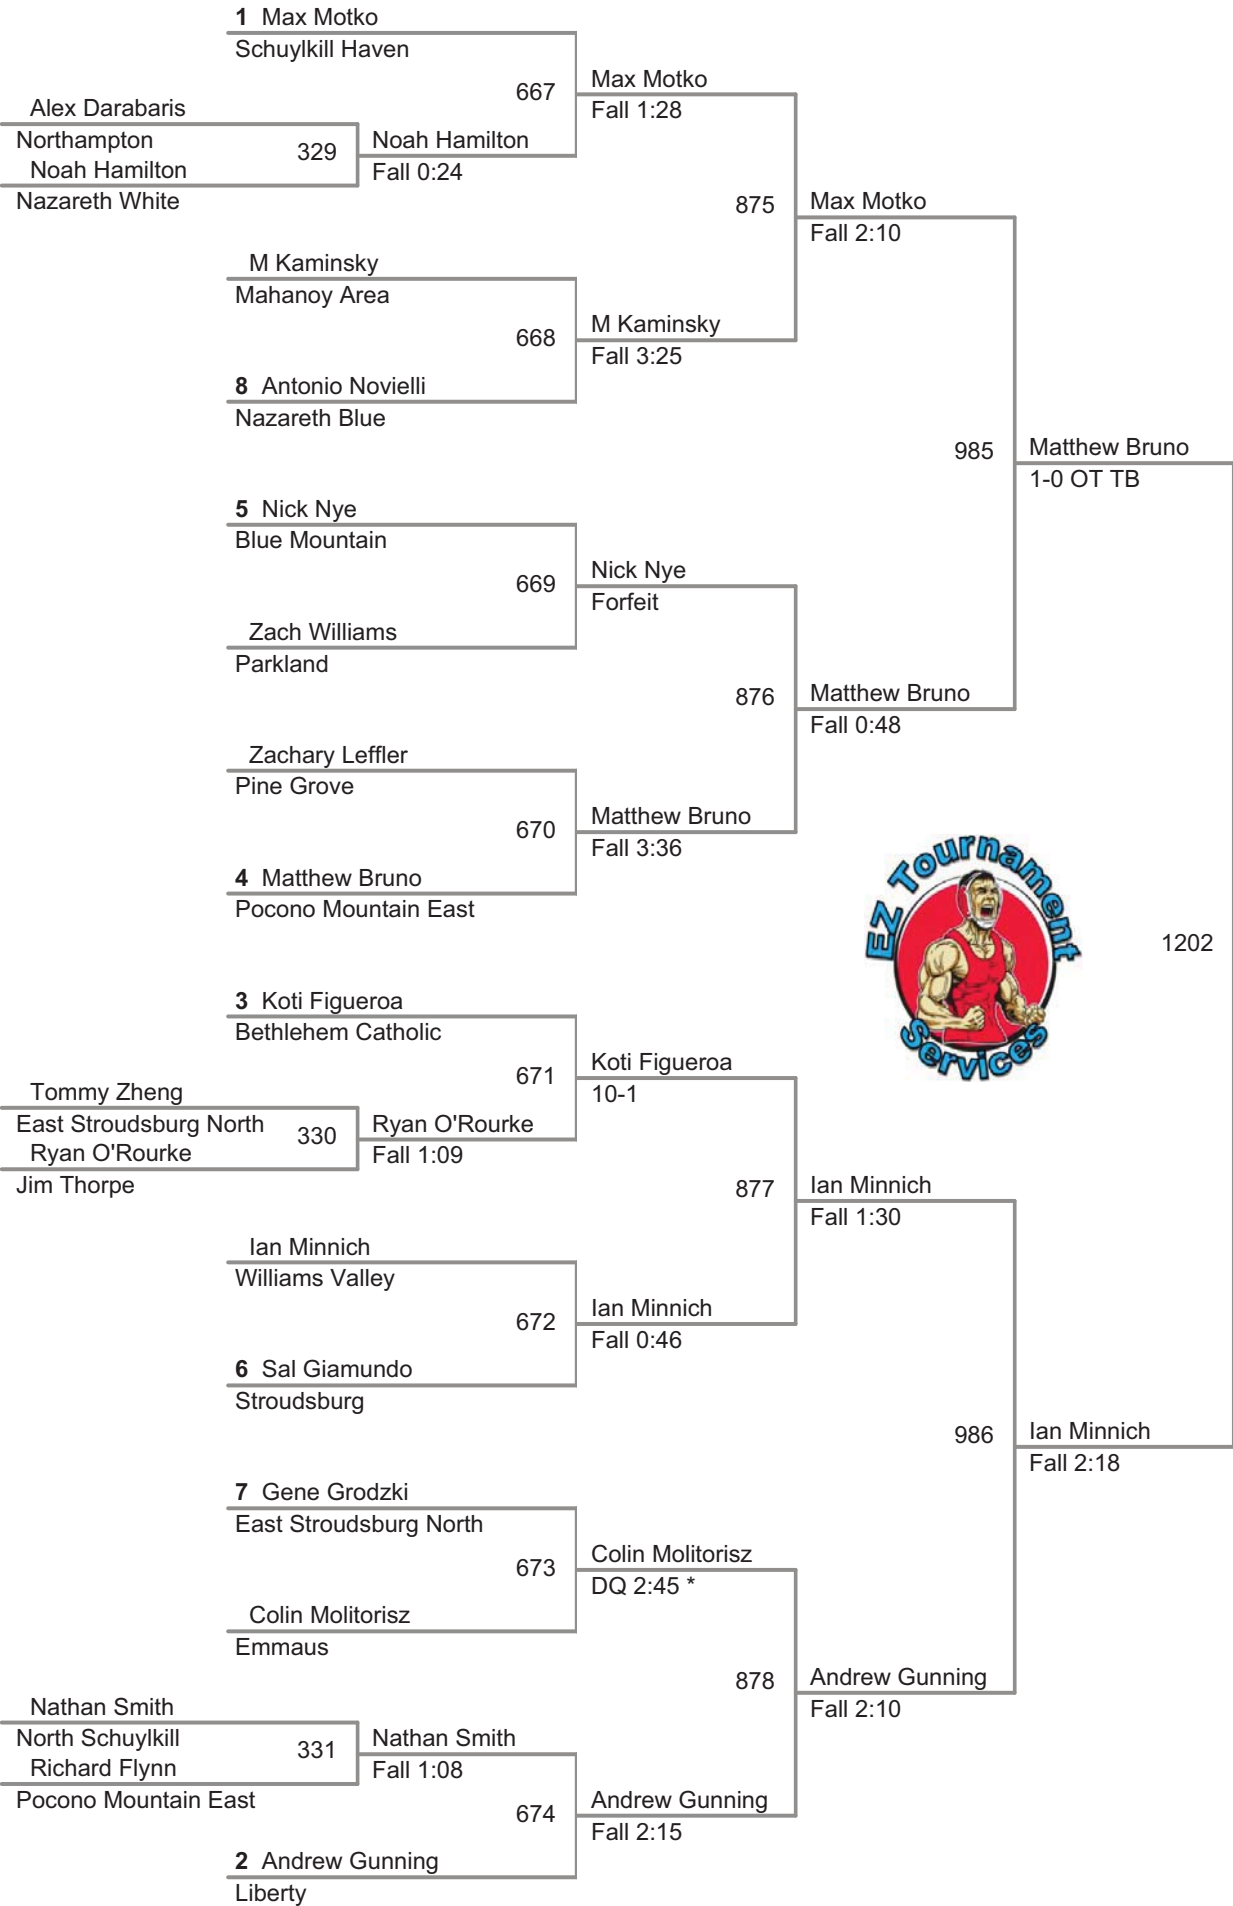 1 Max Motko
Schuylkill Haven
667
Max Motko
Fall 1:28
Alex Darabaris
Northampton
329
Noah Hamilton
Noah Hamilton
Fall 0:24
Nazareth White
875
Max Motko
Fall 2:10
M Kaminsky
Mahanoy Area
668
M Kaminsky
Fall 3:25
8 Antonio Novielli
Nazareth Blue
985
Matthew Bruno
1-0 OT TB
5 Nick Nye
Blue Mountain
669
Nick Nye
Forfeit
Zach Williams
Parkland
876
Matthew Bruno
Fall 0:48
Zachary Leffler
Pine Grove
670
Matthew Bruno
Fall 3:36
4 Matthew Bruno
Pocono Mountain East
EZ Tournament
Services
1202
3 Koti Figueroa
Bethlehem Catholic
671
Koti Figueroa
10-1
Tommy Zheng
East Stroudsburg North
330
Ryan O'Rourke
Ryan O'Rourke
Fall 1:09
Jim Thorpe
877
Ian Minnich
Fall 1:30
Ian Minnich
Williams Valley
672
Ian Minnich
Fall 0:46
6 Sal Giamundo
Stroudsburg
986
Ian Minnich
Fall 2:18
7 Gene Grodzki
East Stroudsburg North
673
Colin Molitorisz
DQ 2:45 *
Colin Molitorisz
Emmaus
878
Andrew Gunning
Fall 2:10
Nathan Smith
North Schuylkill
331
Richard Flynn
Nathan Smith
Fall 1:08
Pocono Mountain East
674
Andrew Gunning
Fall 2:15
2 Andrew Gunning
Liberty